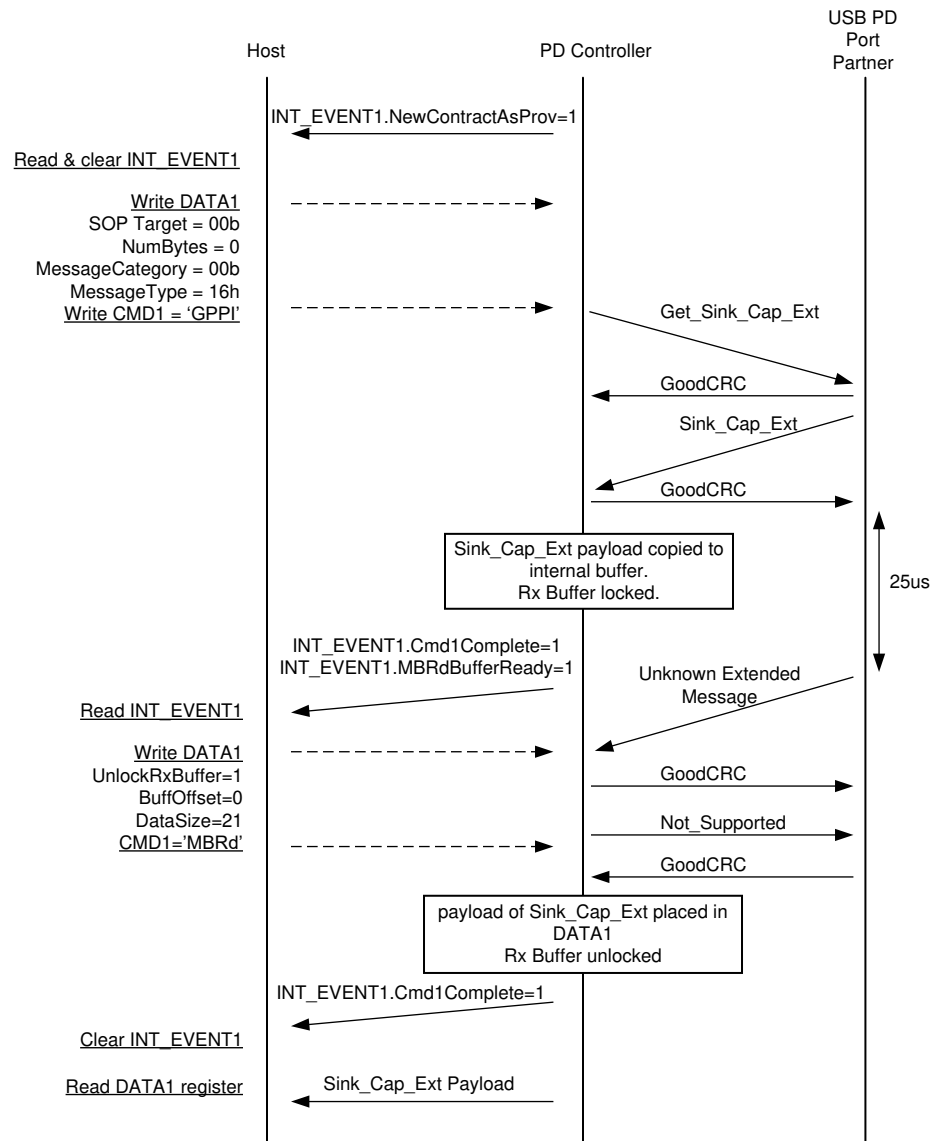 USB PD
Port
Partner
Host
PD Controller
INT_EVENT1.NewContractAsProv=1
Read & clear INT_EVENT1
Write DATA1
SOP Target = 00b
NumBytes = 0
MessageCategory = 00b
MessageType = 16h
Write CMD1 = ‘GPPI’
Get_Sink_Cap_Ext
GoodCRC
Sink_Cap_Ext
GoodCRC
Sink_Cap_Ext payload copied to
internal buffer.
Rx Buffer locked.
25us
INT_EVENT1.Cmd1Complete=1
INT_EVENT1.MBRdBufferReady=1
Unknown Extended
Message
Read INT_EVENT1
Write DATA1
UnlockRxBuffer=1
BuffOffset=0
DataSize=21
CMD1=’MBRd’
GoodCRC
Not_Supported
GoodCRC
payload of Sink_Cap_Ext placed in
DATA1
Rx Buffer unlocked
INT_EVENT1.Cmd1Complete=1
Clear INT_EVENT1
Read DATA1 register
Sink_Cap_Ext Payload